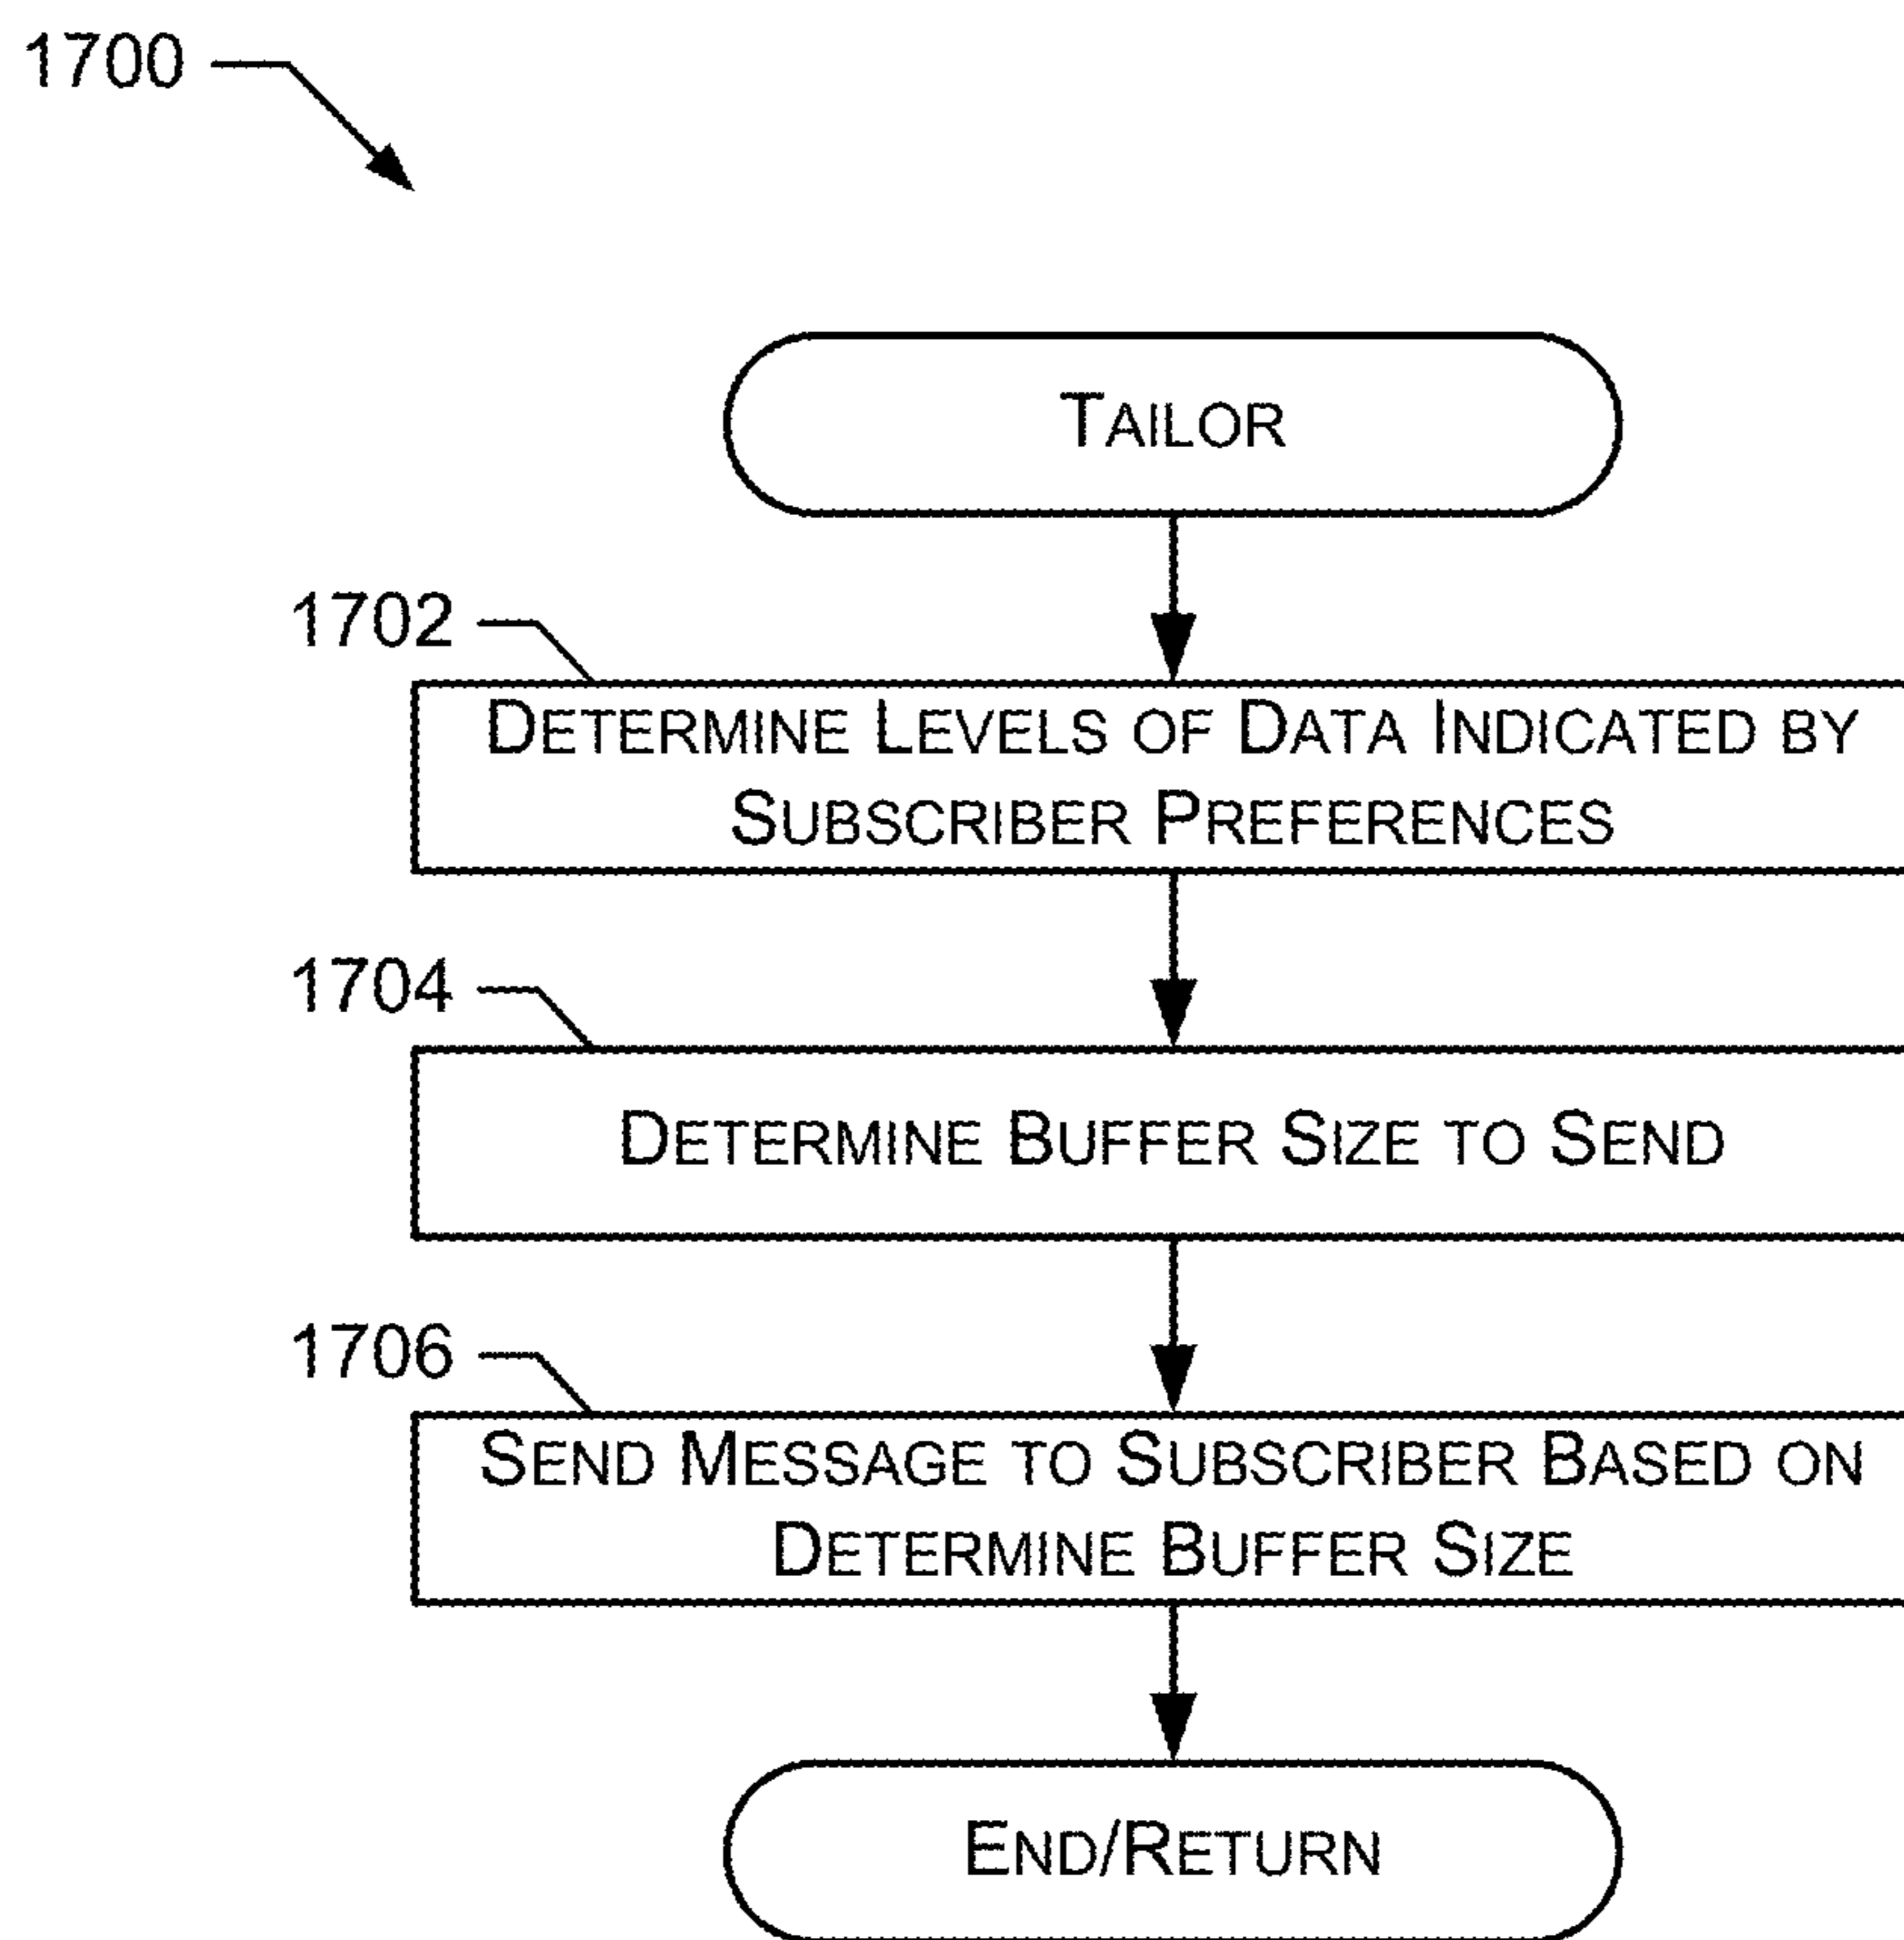 1700
TAILOR
1702
DETERMINE LEVELS OF DATA INDICATED BY
SUBSCRIBER PREFERENCES
1704
DETERMINE BUFFER SIZE TO SEND
1706
SEND MESSAGE TO SUBSCRIBER BASED ON
DETERMINE BUFFER SIZE
END/RETURN